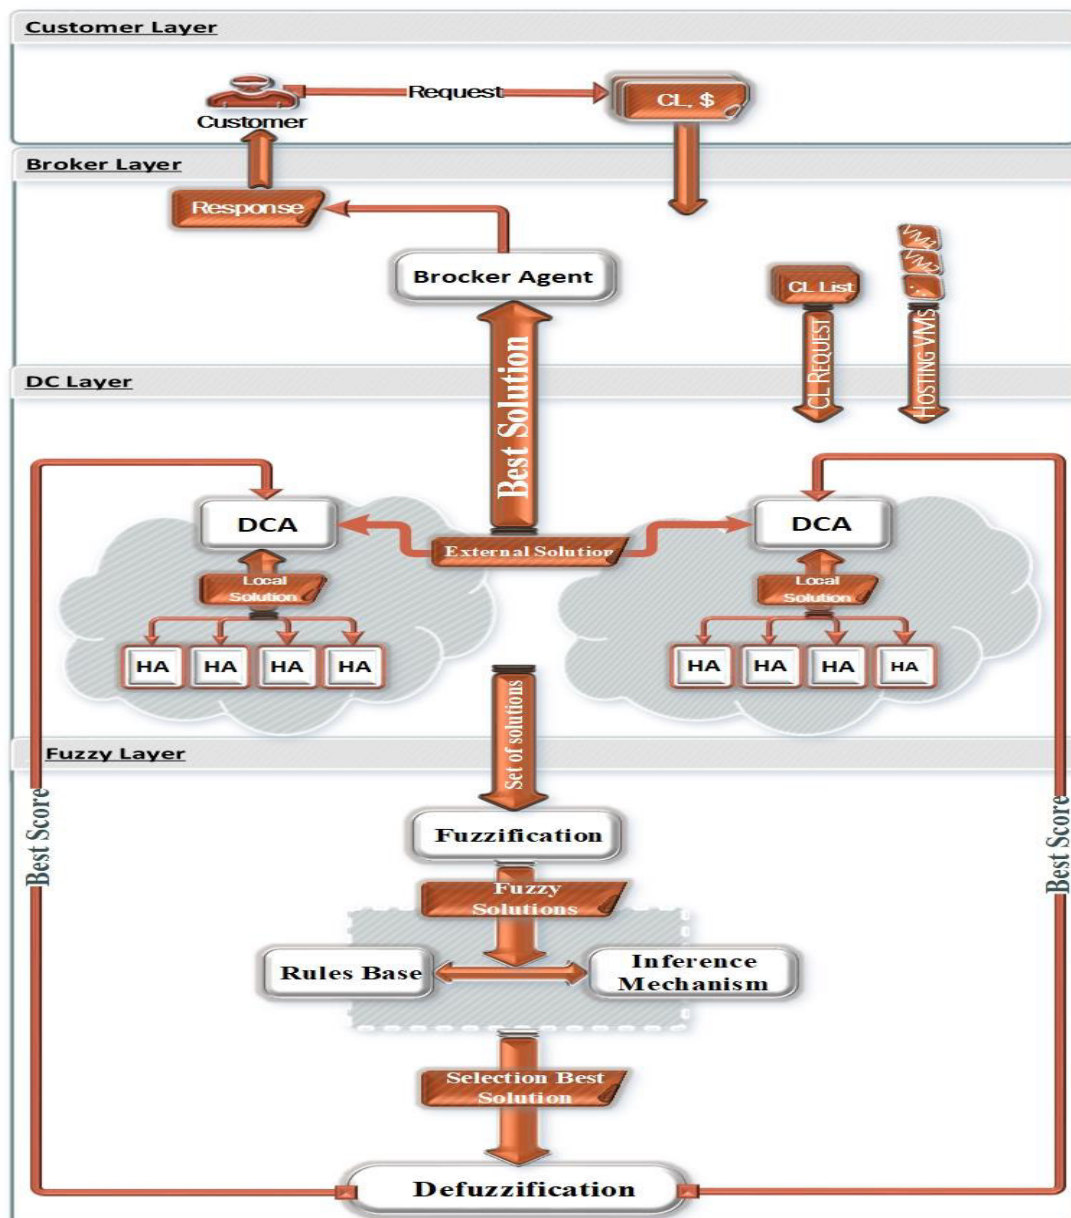 Customer Layer
Request
CL, $
Customer
Broker Layer
Response
Brocker Agent
VM1
VM2
...
CL List
CL REQUEST
HOSTING VMS
Best Solution
DC Layer
DCA
DCA
External Solution
Local
Solution
Local
Solution
HA
HA
HA
HA
HA
HA
HA
HA
Set of solutions
Fuzzy Layer
Best Score
Best Score
Fuzzification
Fuzzy
Solutions
Rules Base
Inference
Mechanism
Selection Best
Solution
Defuzzification